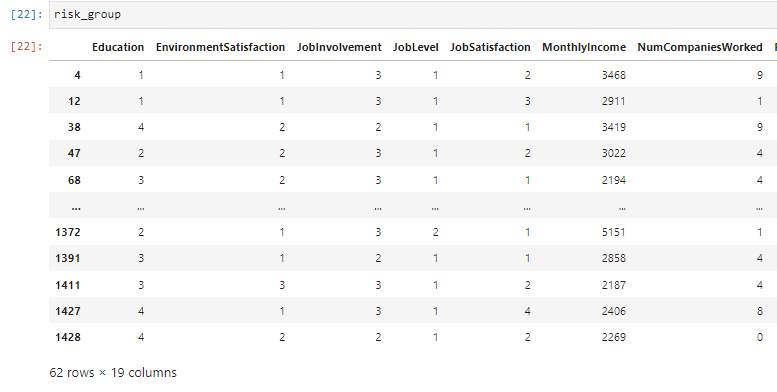 [22]: risk_group
[22]: Education EnvironmentSatisfaction JobInvolvement JobLevel JobSatisfaction MonthlyIncome NumCompaniesWorked
4 1 1 3 1 2 3468 9
12 1 1 3 1 3 2911 1
38 4 2 2 1 1 3419 9
47 2 2 3 1 2 3022 4
68 3 2 3 1 1 2194 4
... ... ... ... ... ... ... ...
1372 2 1 3 2 1 5151 1
1391 3 1 2 1 1 2858 4
1411 3 3 3 1 2 2187 4
1427 4 1 3 1 4 2406 8
1428 4 2 2 1 2 2269 0
62 rows × 19 columns